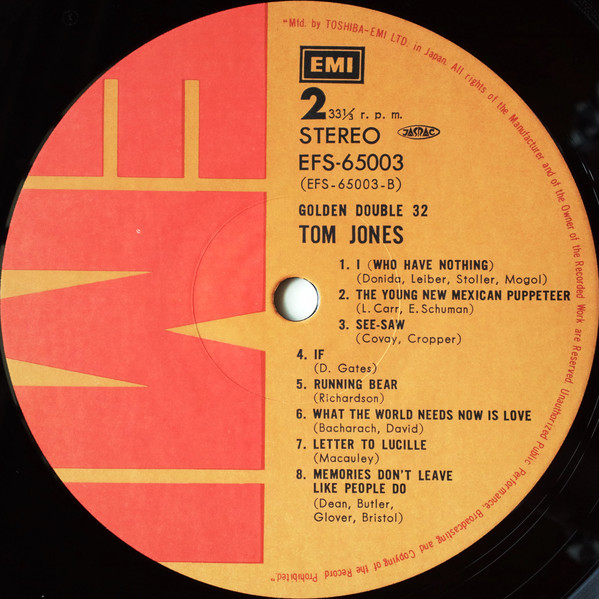 "Mfd. by TOSHIBA-EMI LTD. in Japan. All rights of the Manufacturer and of the Owner of the Recorded Work are Reserved. Unauthorized Public Performance, Broadcasting and Copying of the Record Prohibited."
EMI
2 33⅓ r. p. m.
STEREO JASRAC
EFS-65003
(EFS-65003-B)
GOLDEN DOUBLE 32
TOM JONES
1. I (WHO HAVE NOTHING)
(Donida, Leiber, Stoller, Mogol)
2. THE YOUNG NEW MEXICAN PUPPETEER
(L. Carr, E. Schuman)
3. SEE-SAW
(Covay, Cropper)
4. IF
(D. Gates)
5. RUNNING BEAR
(Richardson)
6. WHAT THE WORLD NEEDS NOW IS LOVE
(Bacharach, David)
7. LETTER TO LUCILLE
(Macauley)
8. MEMORIES DON'T LEAVE
LIKE PEOPLE DO
(Dean, Butler,
Glover, Bristol)
EMI